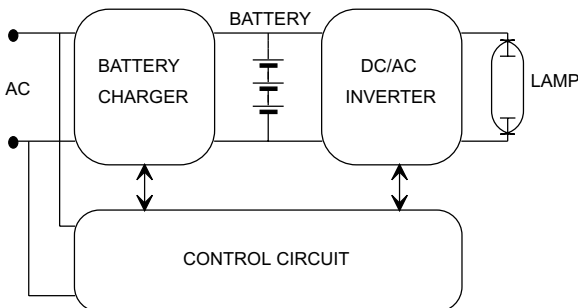 BATTERY
BATTERY
CHARGER
DC/AC
INVERTER
AC
LAMP
CONTROL CIRCUIT